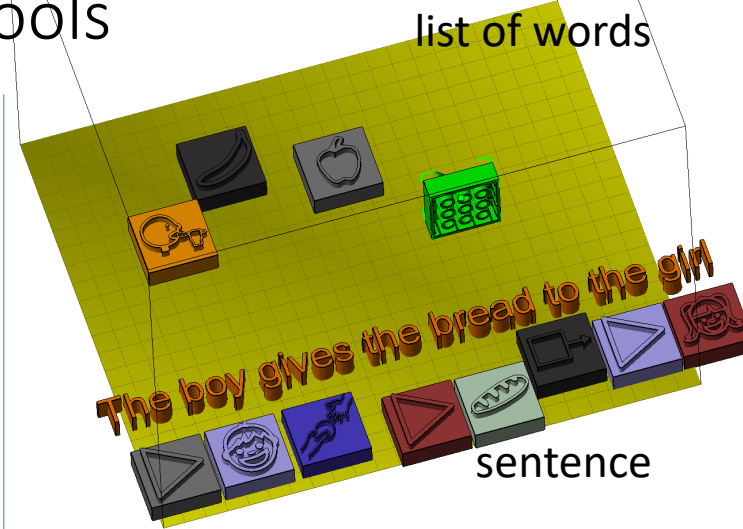 ools
list of words
The boy gives the bread to the girl
sentence